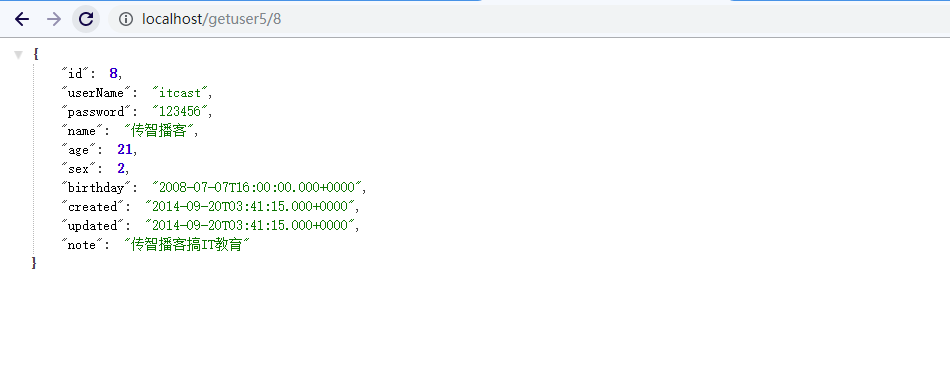 localhost/getuser5/8
{
"id": 8,
"userName": "itcast",
"password": "123456",
"name": "传智播客",
"age": 21,
"sex": 2,
"birthday": "2008-07-07T16:00:00.000+0000",
"created": "2014-09-20T03:41:15.000+0000",
"updated": "2014-09-20T03:41:15.000+0000",
"note": "传智播客搞IT教育"
}